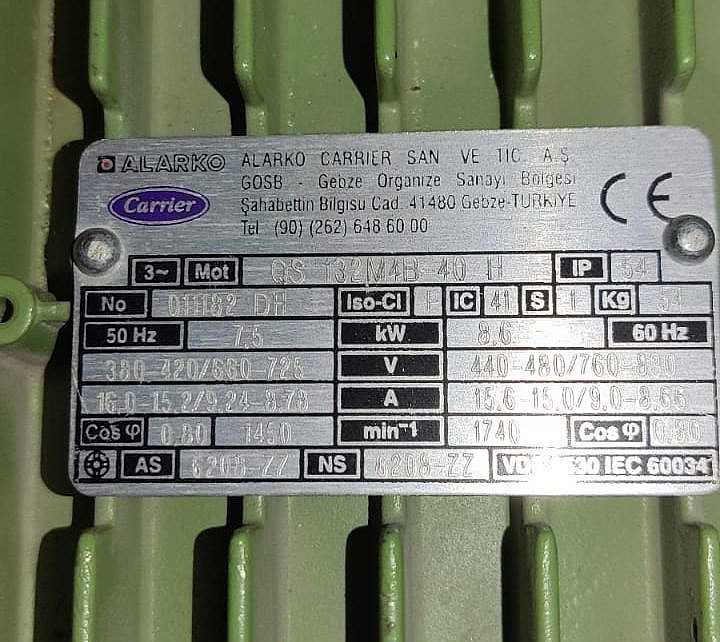 ALARKO ALARKO CARRIER SAN VE TIC A.Ş
Carrier GOSB - Gebze Organize Sanayi Bölgesi
Şahabettin Bilgisu Cad. 41480 Gebze-TURKIYE
Tel (90) (262) 648 60 00
CE
3~ Mot QS 132M4B-40 H IP 54
No 011182 DH Iso-Cl F IC 41 S 1 Kg 54
50 Hz 7,5 kW 8,6 60 Hz
380-420/660-725 V 440-480/760-830
16,0-15,2/9,24-8,78 A 15,6-15,0/9,0-8,66
Cos φ 0,80 1450 min⁻¹ 1740 Cos φ 0,80
AS 6208-ZZ NS 6208-ZZ IEC 60034